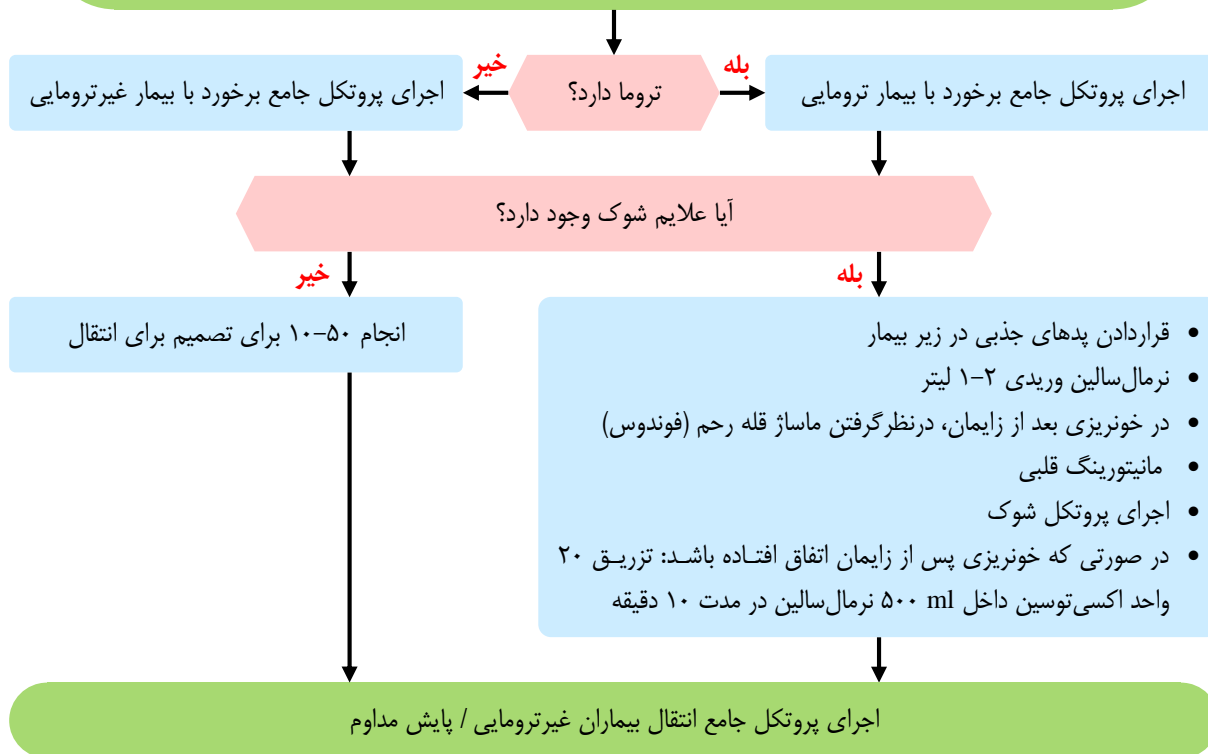 تروما دارد؟
بله
خیر
اجرای پروتکل جامع برخورد با بیمار ترومایی
اجرای پروتکل جامع برخورد با بیمار غیرترومایی
آیا علایم شوک وجود دارد؟
بله
خیر
• قراردادن پدهای جذبی در زیر بیمار
• نرمال‌سالین وریدی ۲–۱ لیتر
• در خونریزی بعد از زایمان، درنظرگرفتن ماساژ قله رحم (فوندوس)
• مانیتورینگ قلبی
• اجرای پروتکل شوک
• در صورتی که خونریزی پس از زایمان اتفاق افتـاده باشـد: تزریـق ۲۰
واحد اکسی‌توسین داخل ۵۰۰ ml نرمال‌سالین در مدت ۱۰ دقیقه
انجام ۵۰–۱۰ برای تصمیم برای انتقال
اجرای پروتکل جامع انتقال بیماران غیرترومایی / پایش مداوم